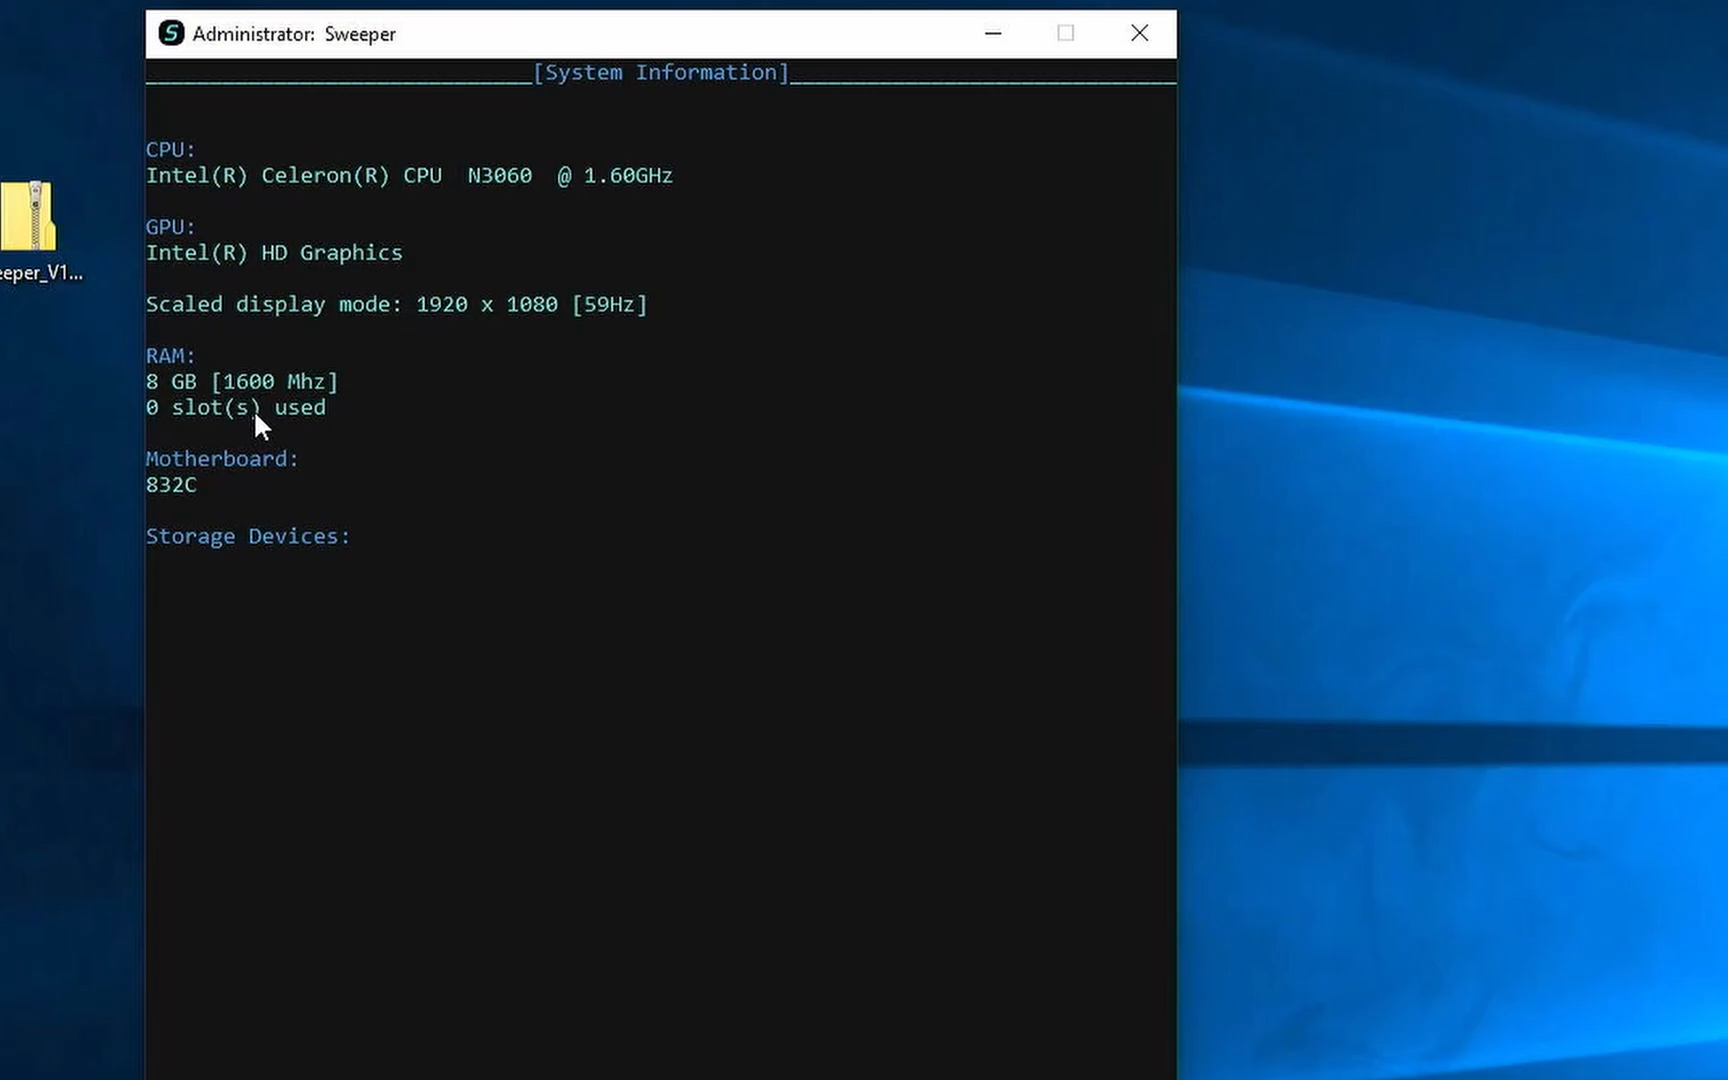 Administrator: Sweeper
[System Information]
CPU:
Intel(R) Celeron(R) CPU  N3060  @ 1.60GHz
GPU:
Intel(R) HD Graphics
eeper_V1...
Scaled display mode: 1920 x 1080 [59Hz]
RAM:
8 GB [1600 Mhz]
0 slot(s) used
Motherboard:
832C
Storage Devices: